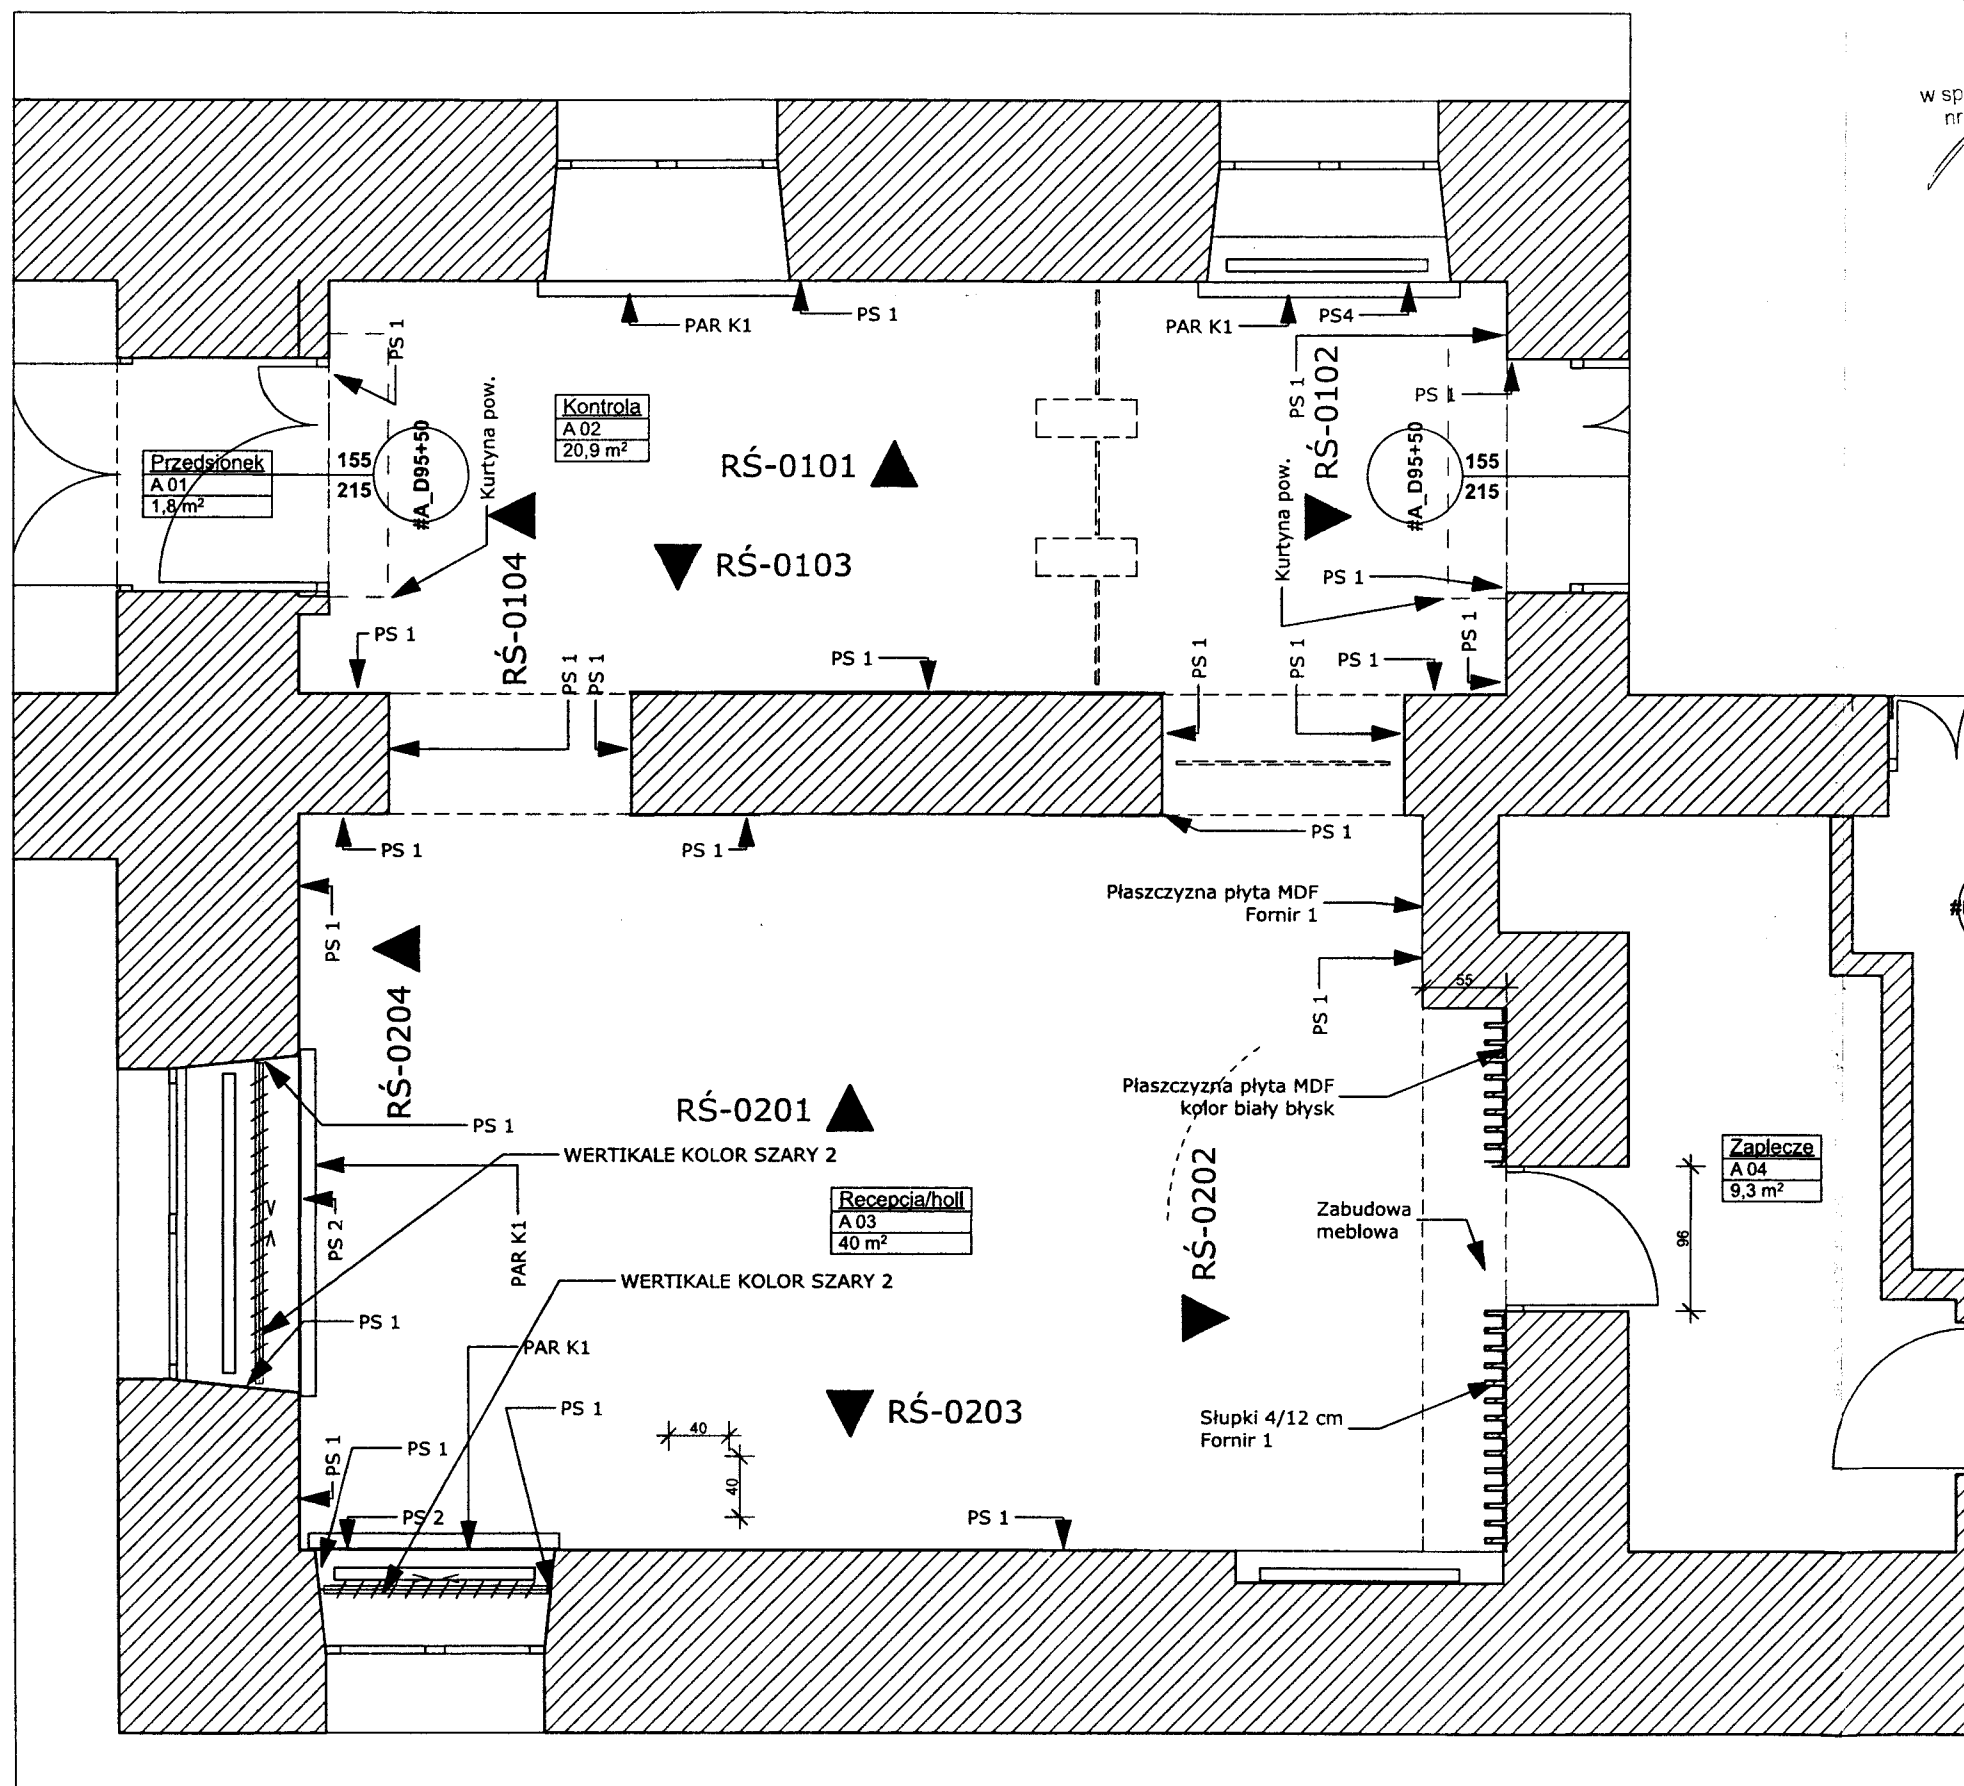 w sp
nr
PAR K1
PS 1
PAR K1
PS4
PS 1
PS 1
RŚ-0102
PS 1
Kontrola
A 02
20,9 m²
Kurtyna pow.
#A_D95+50
155
215
Przedsionek
A 01
1,8 m²
RŚ-0101
#A_D95+50
155
215
Kurtyna pow.
RŚ-0103
RŚ-0104
PS 1
PS 1
PS 1
PS 1
PS 1
PS 1
PS 1
PS 1
PS 1
PS 1
PS 1
PS 1
PS 1
Płaszczyzna płyta MDF
Fornir 1
PS 1
PS 1
55
RŚ-0204
RŚ-0201
Płaszczyzna płyta MDF
kolor biały błysk
PS 1
WERTIKALE KOLOR SZARY 2
RŚ-0202
Zaplecze
A 04
9,3 m²
Recepcja/holl
A 03
40 m²
PS 2
PAR K1
Zabudowa
meblowa
96
WERTIKALE KOLOR SZARY 2
PS 1
PAR K1
PS 1
RŚ-0203
Słupki 4/12 cm
Fornir 1
40
40
PS 1
PS 1
PS 2
PS 1